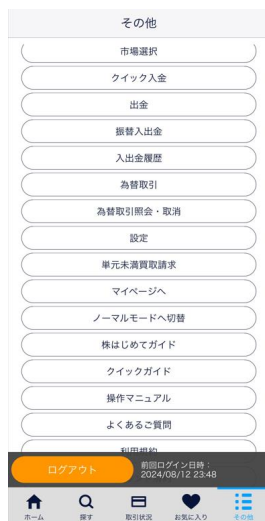 その他
市場選択
クイック入金
出金
振替入出金
入出金履歴
為替取引
為替取引照会・取消
設定
単元未満買取請求
マイページへ
ノーマルモードへ切替
株はじめてガイド
クイックガイド
操作マニュアル
よくあるご質問
利用規約
ログアウト
前回ログイン日時：
2024/08/12 23:48
ホーム
探す
取引状況
お気に入り
その他